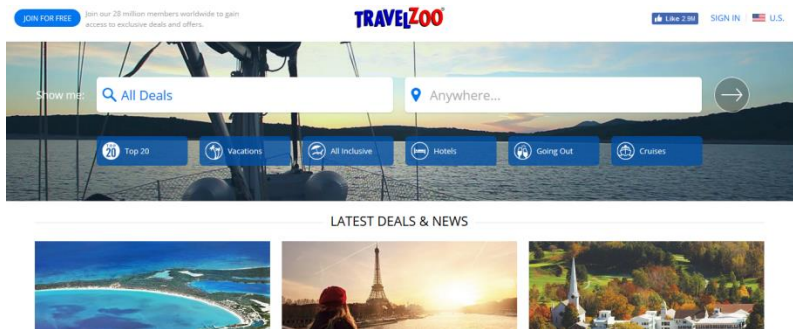 JOIN FOR FREE
Join our 28 million members worldwide to gain
access to exclusive deals and offers.
TRAVELZOO®
Like 2.9M
SIGN IN
U.S.
Show me:
All Deals
Anywhere...
TOP 20
Top 20
Vacations
All Inclusive
Hotels
Going Out
Cruises
LATEST DEALS & NEWS